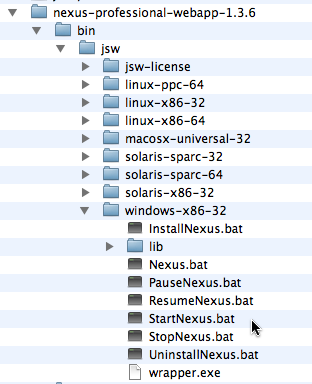 nexus-professional-webapp-1.3.6
bin
jsw
jsw-license
linux-ppc-64
linux-x86-32
linux-x86-64
macosx-universal-32
solaris-sparc-32
solaris-sparc-64
solaris-x86-32
windows-x86-32
InstallNexus.bat
lib
Nexus.bat
PauseNexus.bat
ResumeNexus.bat
StartNexus.bat
StopNexus.bat
UninstallNexus.bat
wrapper.exe